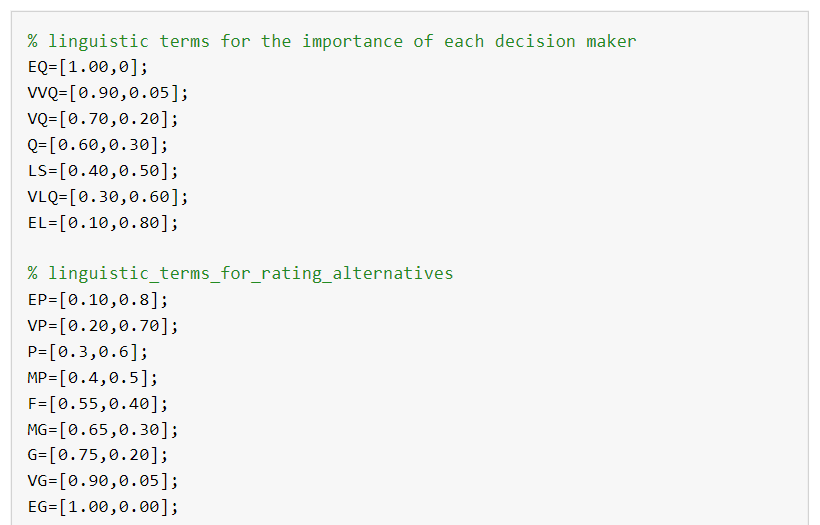 % linguistic terms for the importance of each decision maker
EQ=[1.00,0];
VVQ=[0.90,0.05];
VQ=[0.70,0.20];
Q=[0.60,0.30];
LS=[0.40,0.50];
VLQ=[0.30,0.60];
EL=[0.10,0.80];
% linguistic_terms_for_rating_alternatives
EP=[0.10,0.8];
VP=[0.20,0.70];
P=[0.3,0.6];
MP=[0.4,0.5];
F=[0.55,0.40];
MG=[0.65,0.30];
G=[0.75,0.20];
VG=[0.90,0.05];
EG=[1.00,0.00];